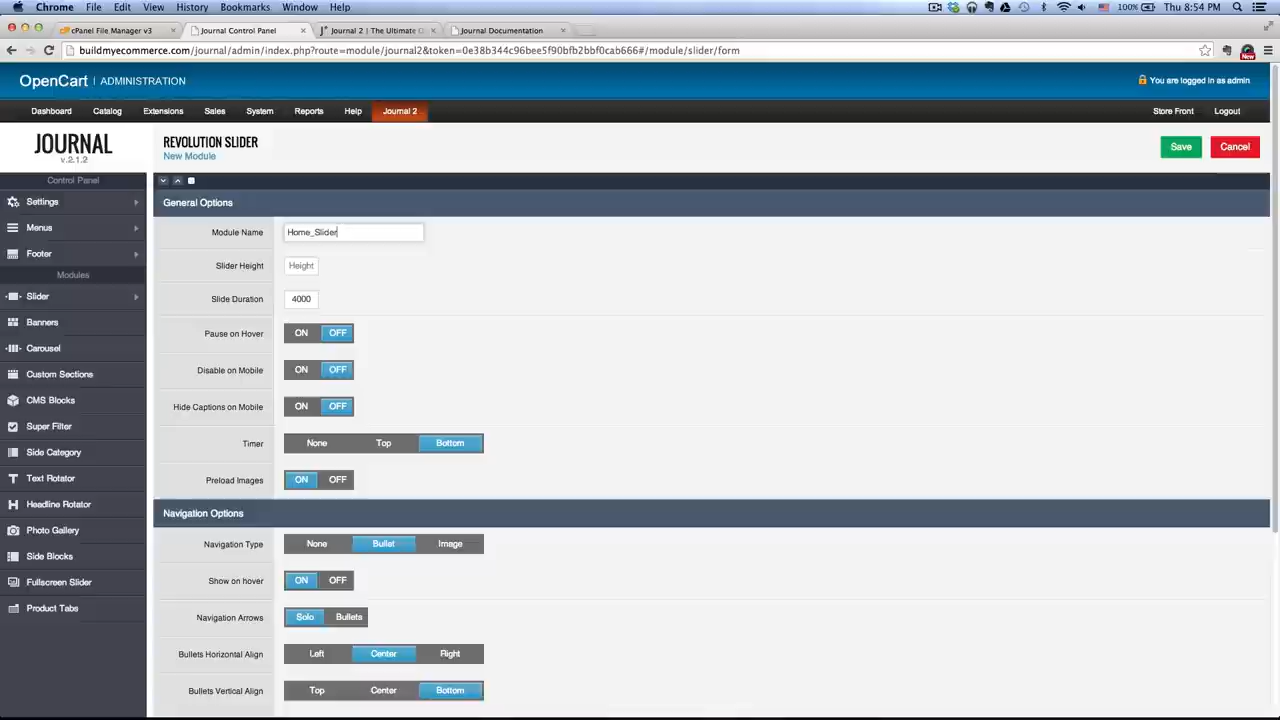 Chrome File Edit View History Bookmarks Window Help 100% Thu 8:54 PM
cPanel File Manager v3 Journal Control Panel Journal 2 | The Ultimate O Journal Documentation
buildmyecommerce.com/journal/admin/index.php?route=module/journal2&token=0e38b344c96bee5f90bfb2bbf0cab666#/module/slider/form
New
OpenCart | ADMINISTRATION You are logged in as admin
Dashboard Catalog Extensions Sales System Reports Help Journal 2 Store Front Logout
JOURNAL
v.2.1.2
REVOLUTION SLIDER
New Module
Save Cancel
Control Panel
Settings
Menus
Footer
Modules
Slider
Banners
Carousel
Custom Sections
CMS Blocks
Super Filter
Side Category
Text Rotator
Headline Rotator
Photo Gallery
Side Blocks
Fullscreen Slider
Product Tabs
General Options
Module Name Home_Slider
Slider Height Height
Slide Duration 4000
Pause on Hover ON OFF
Disable on Mobile ON OFF
Hide Captions on Mobile ON OFF
Timer None Top Bottom
Preload Images ON OFF
Navigation Options
Navigation Type None Bullet Image
Show on hover ON OFF
Navigation Arrows Solo Bullets
Bullets Horizontal Align Left Center Right
Bullets Vertical Align Top Center Bottom